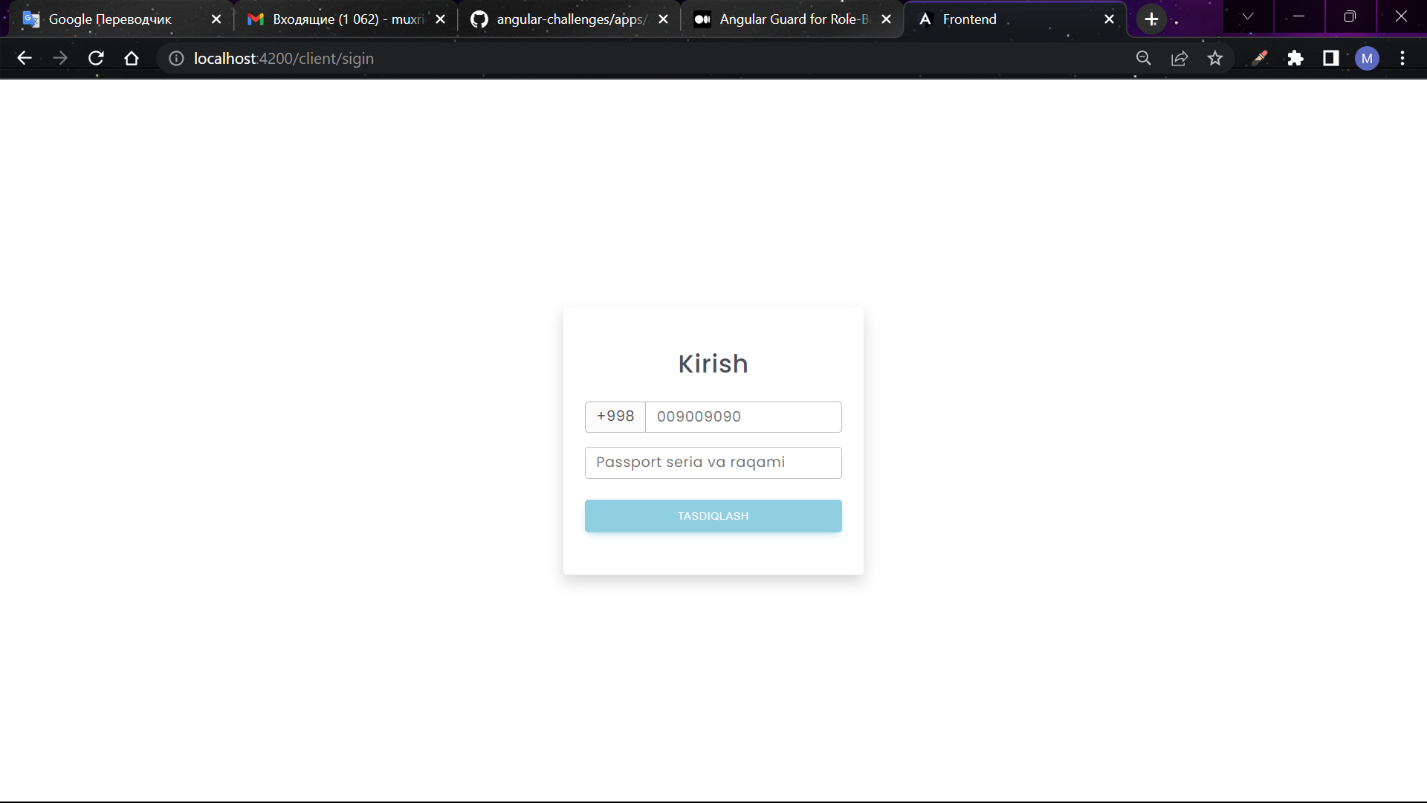 Google Переводчик
Входящие (1 062) - muxri
angular-challenges/apps/
Angular Guard for Role-B
Frontend
localhost:4200/client/sigin
M
Kirish
+998
009009090
Passport seria va raqami
TASDIQLASH